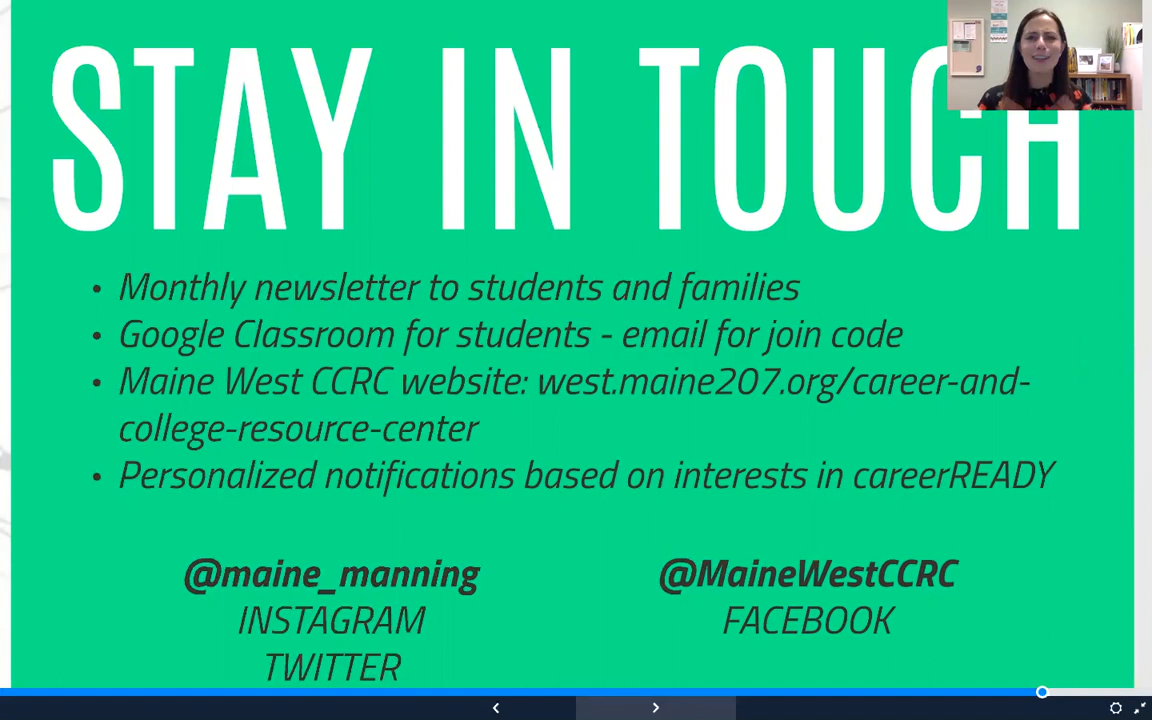 STAY IN TOUCH
• Monthly newsletter to students and families
• Google Classroom for students - email for join code
• Maine West CCRC website: west.maine207.org/career-and-
college-resource-center
• Personalized notifications based on interests in careerREADY
@maine_manning
INSTAGRAM
TWITTER
@MaineWestCCRC
FACEBOOK